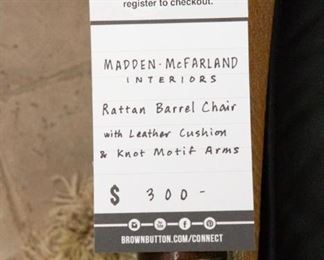 register to checkout.
MADDEN-McFARLAND
INTERIORS
Rattan Barrel Chair
with Leather Cushion
& Knot Motif Arms
$ 300-
BROWNBUTTON.COM/CONNECT